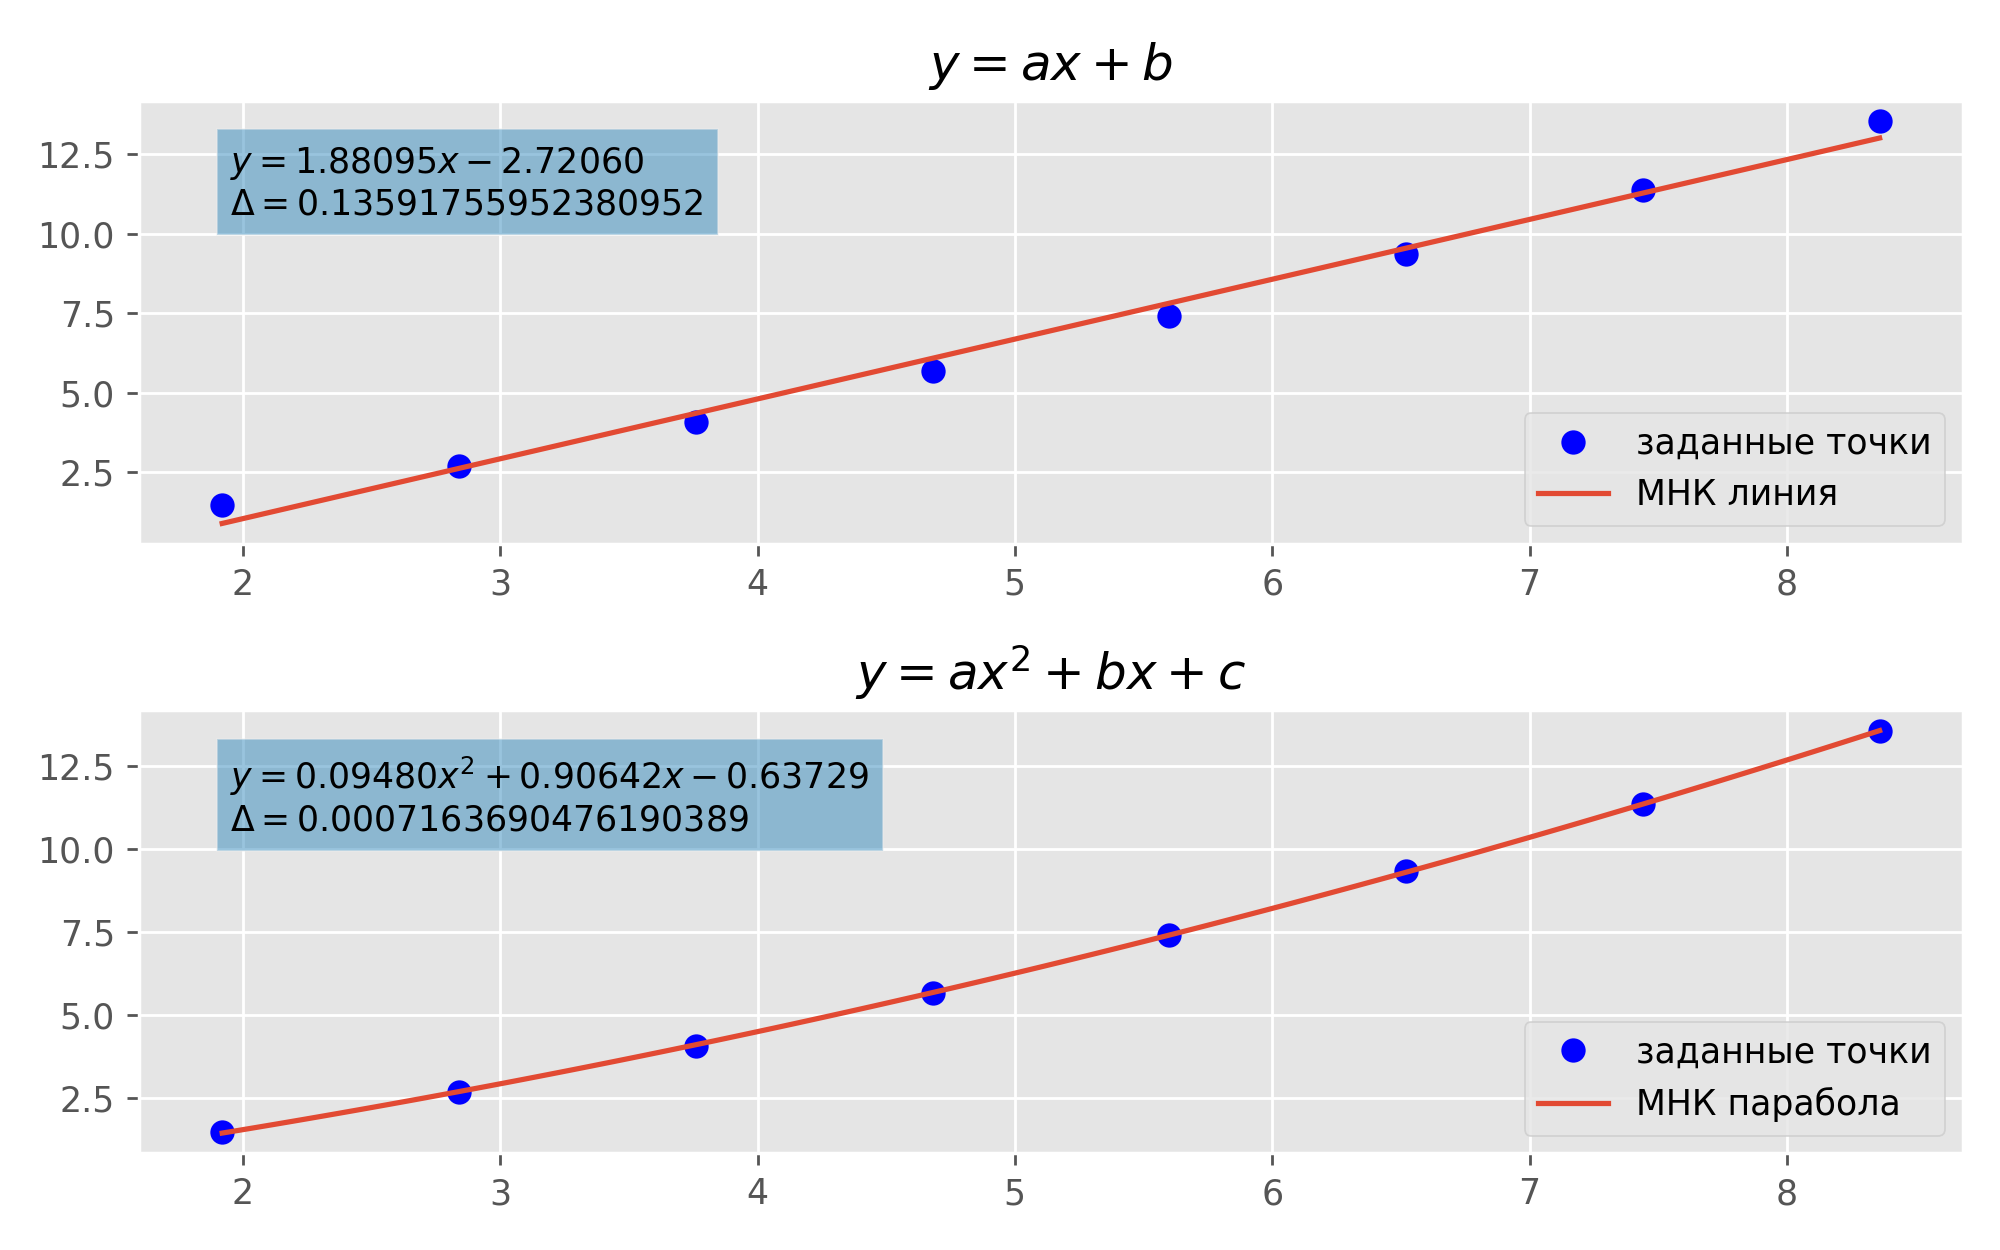 y = ax + b
y = 1.88095x − 2.72060
Δ = 0.13591755952380952
12.5
10.0
7.5
5.0
2.5
заданные точки
МНК линия
2 3 4 5 6 7 8
y = ax² + bx + c
y = 0.09480x² + 0.90642x − 0.63729
Δ = 0.0007163690476190389
12.5
10.0
7.5
5.0
2.5
заданные точки
МНК парабола
2 3 4 5 6 7 8